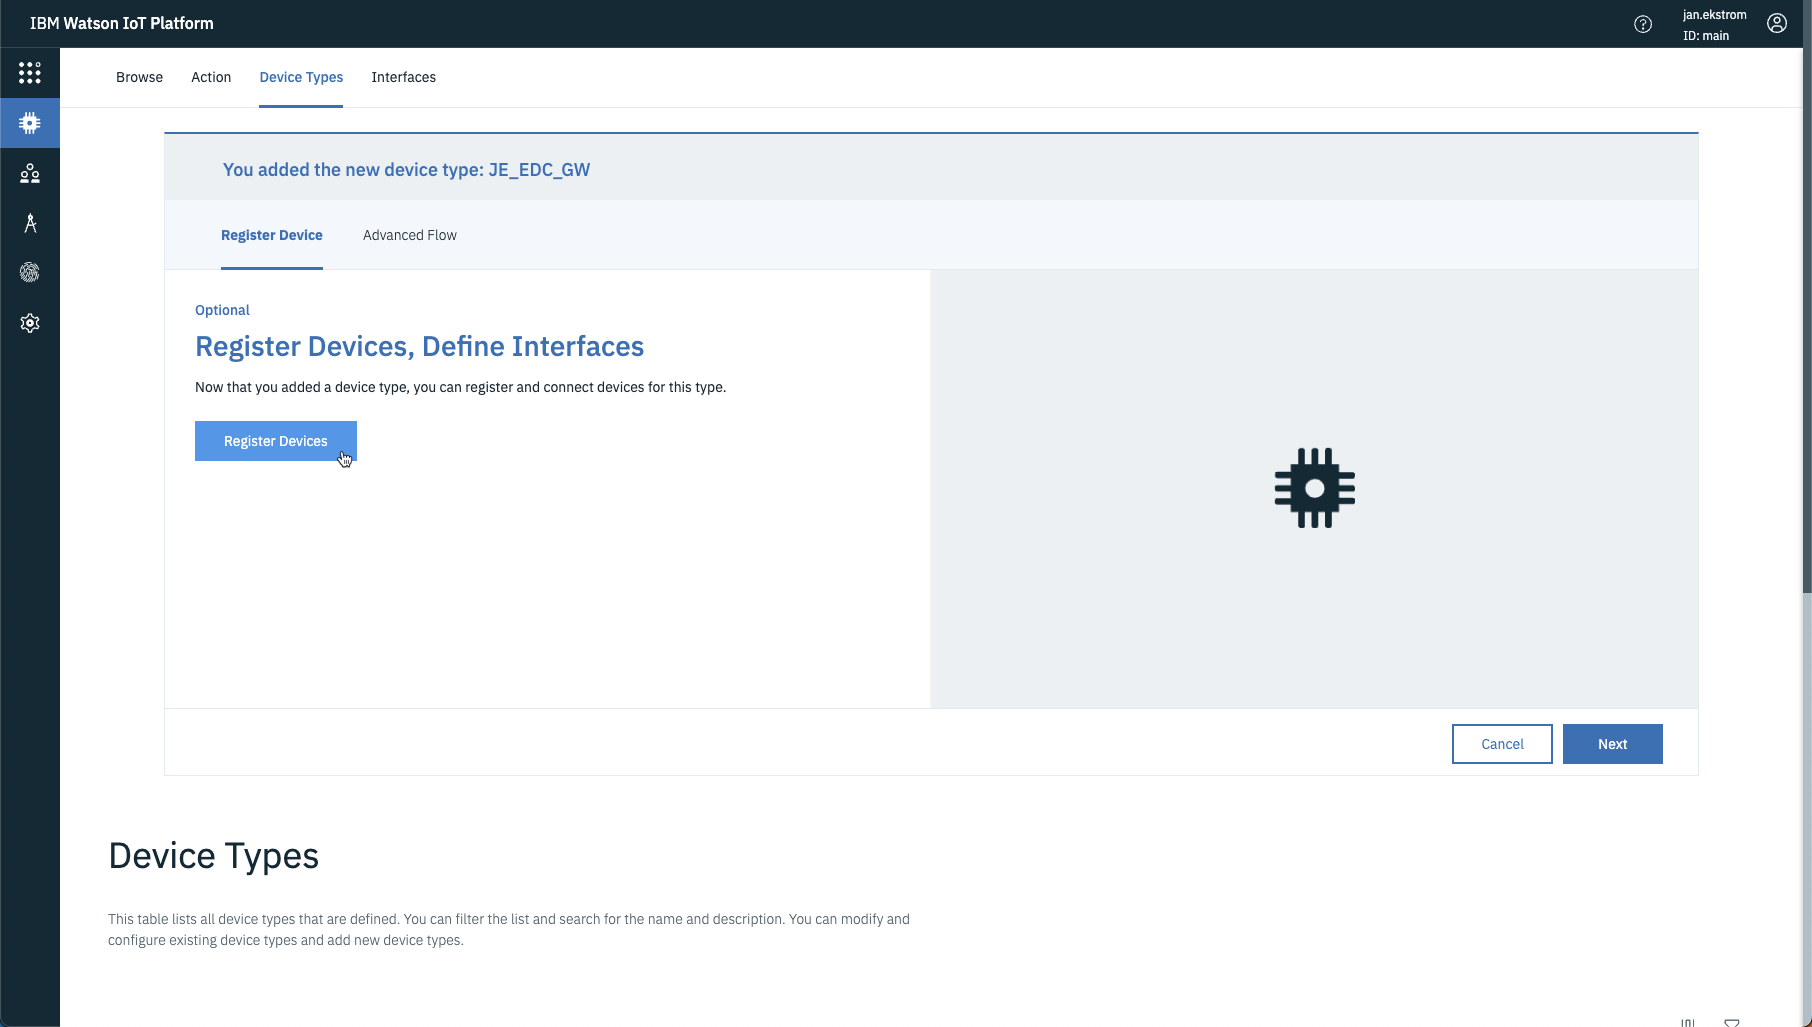 IBM Watson IoT Platform
jan.ekstrom
ID: main
Browse
Action
Device Types
Interfaces
You added the new device type: JE_EDC_GW
Register Device
Advanced Flow
Optional
Register Devices, Define Interfaces
Now that you added a device type, you can register and connect devices for this type.
Register Devices
Cancel
Next
Device Types
This table lists all device types that are defined. You can filter the list and search for the name and description. You can modify and
configure existing device types and add new device types.